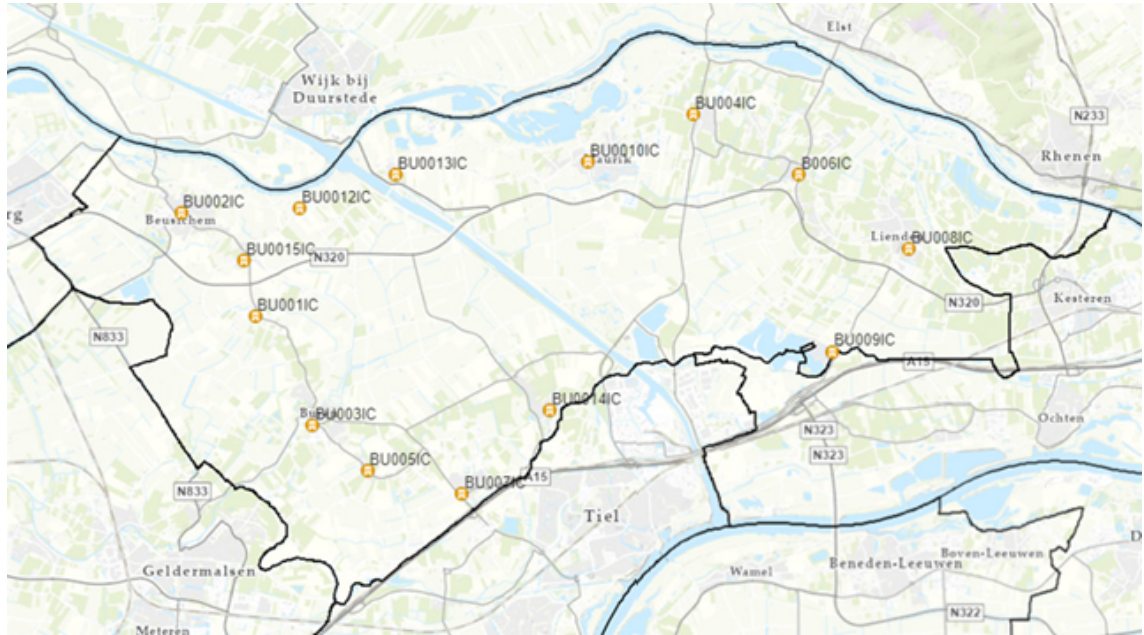 Elst
Wijk bij
Duurstede
BU004IC
N233
BU0013IC
BU0010IC
B006IC
Rhenen
BU002IC
BU0012IC
Beusichem
BU0015IC
N320
BU008IC
BU001IC
N320
Kesteren
N833
BU009IC
A15
BU003IC
BU0014IC
Ochten
N323
BU005IC
N323
N833
BU007IC
A15
Tiel
Geldermalsen
Wamel
Beneden-Leeuwen
Boven-Leeuwen
N322
Meteren